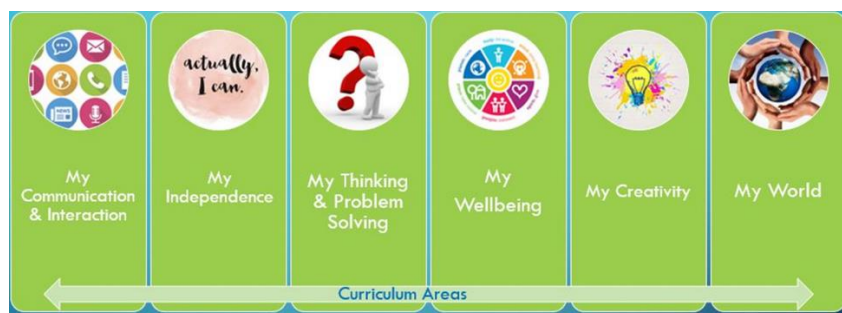 actually,
I can.
NEWS
My
Communication
& Interaction
My
Independence
My Thinking
& Problem
Solving
My
Wellbeing
My Creativity
My World
Curriculum Areas